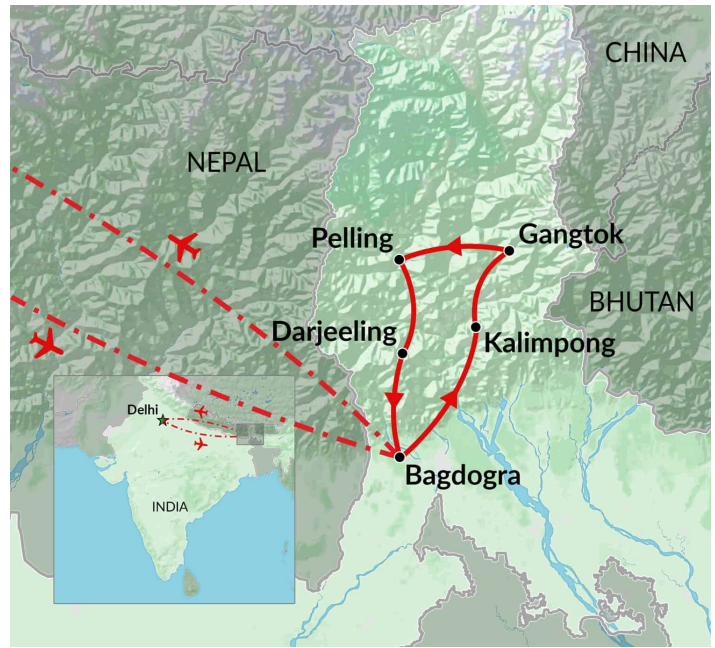 CHINA
NEPAL
Pelling
Gangtok
BHUTAN
Darjeeling
Kalimpong
Delhi
Bagdogra
INDIA